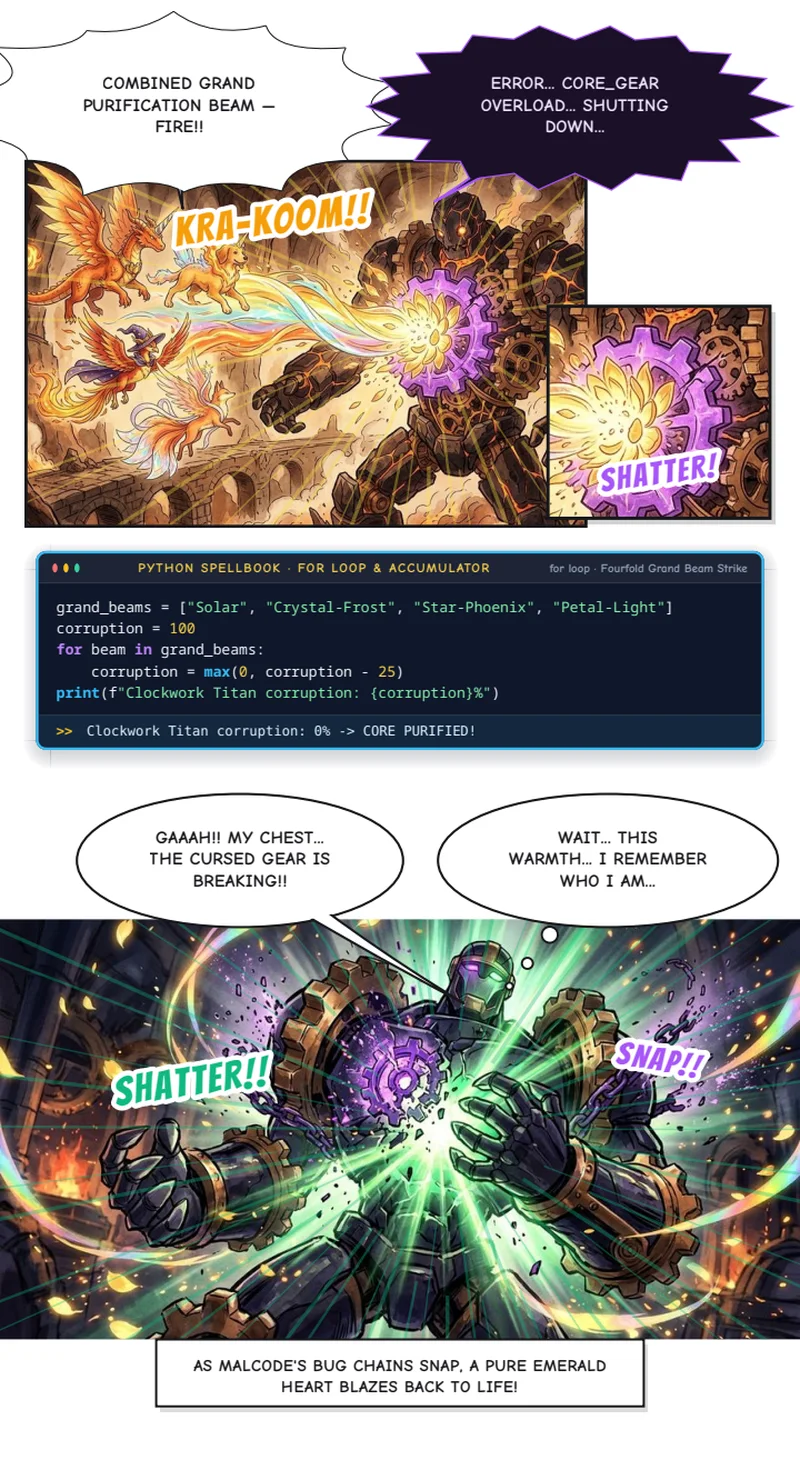 COMBINED GRAND
PURIFICATION BEAM —
FIRE!!
ERROR... CORE_GEAR
OVERLOAD... SHUTTING
DOWN...
KRA-KOOM!!
SHATTER!
PYTHON SPELLBOOK · FOR LOOP & ACCUMULATOR
for loop · Fourfold Grand Beam Strike
grand_beams = ["Solar", "Crystal-Frost", "Star-Phoenix", "Petal-Light"]
corruption = 100
for beam in grand_beams:
    corruption = max(0, corruption - 25)
print(f"Clockwork Titan corruption: {corruption}%")
>> Clockwork Titan corruption: 0% -> CORE PURIFIED!
GAAAH!! MY CHEST...
THE CURSED GEAR IS
BREAKING!!
WAIT... THIS
WARMTH... I REMEMBER
WHO I AM...
SHATTER!!
SNAP!!
AS MALCODE'S BUG CHAINS SNAP, A PURE EMERALD
HEART BLAZES BACK TO LIFE!